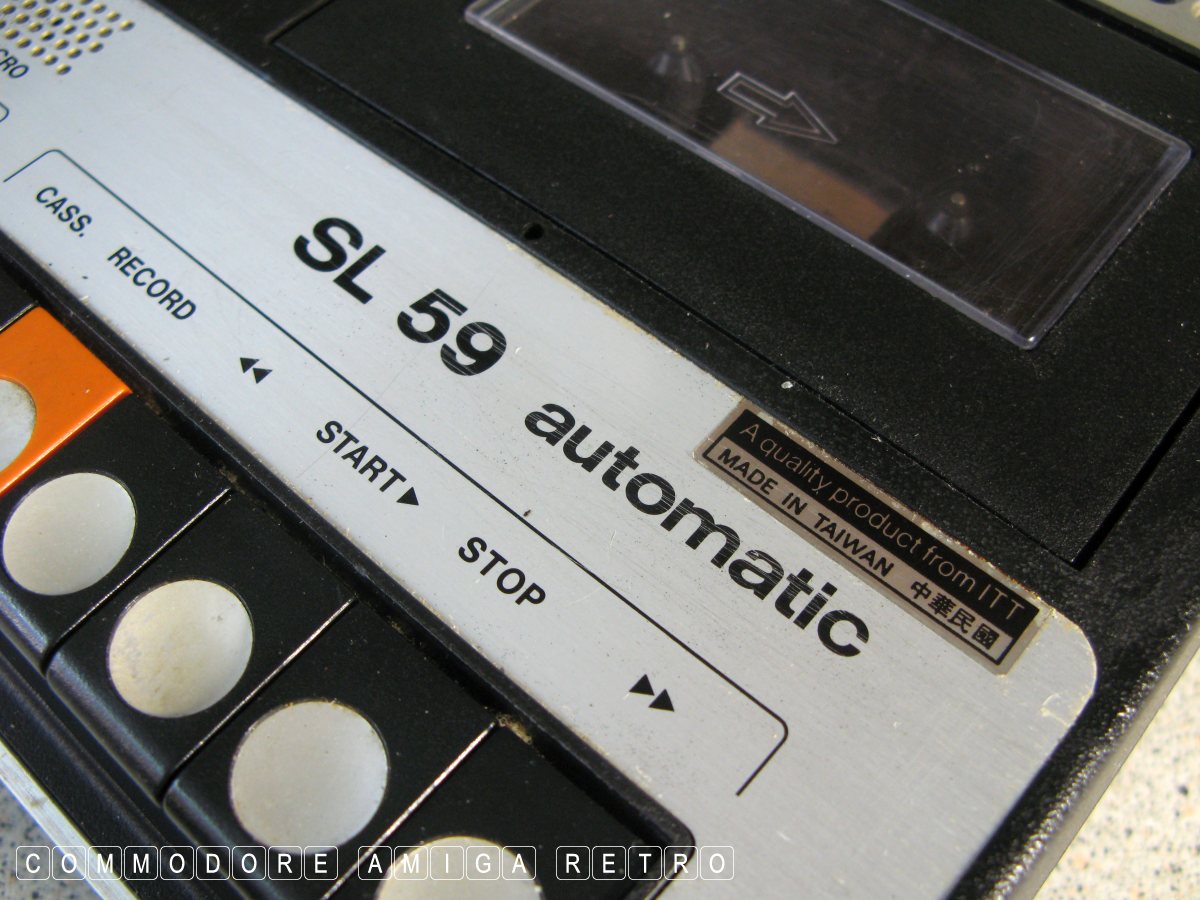 CRO
CASS.
RECORD
◀◀
START▶
STOP
▶▶
SL 59 automatic
A quality product from ITT
MADE IN TAIWAN 中華民國
COMMODORE AMIGA RETRO